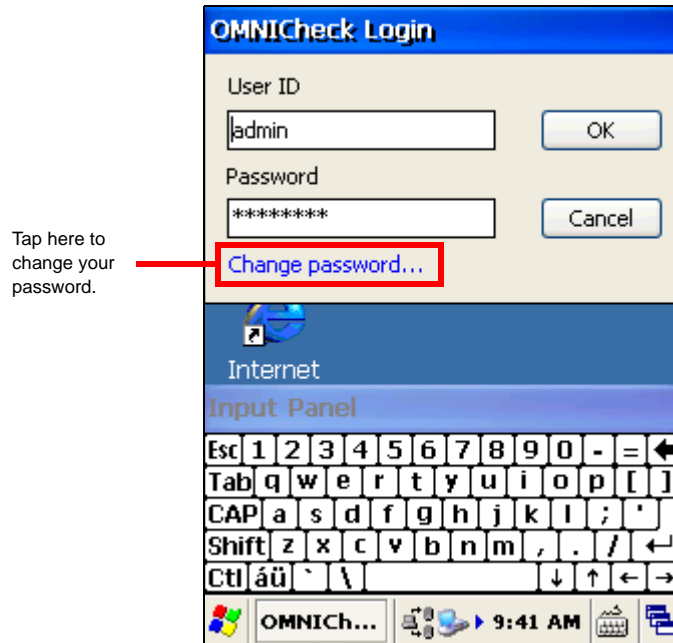 OMNICheck Login
User ID
admin
OK
Password
********
Cancel
Tap here to
change your
password.
Change password...
Internet
Input Panel
Esc 1 2 3 4 5 6 7 8 9 0 - =
Tab q w e r t y u i o p [ ]
CAP a s d f g h j k l ; '
Shift z x c v b n m , . /
Ctl áü ` \ ↓ ↑ ← →
OMNICh... 9:41 AM